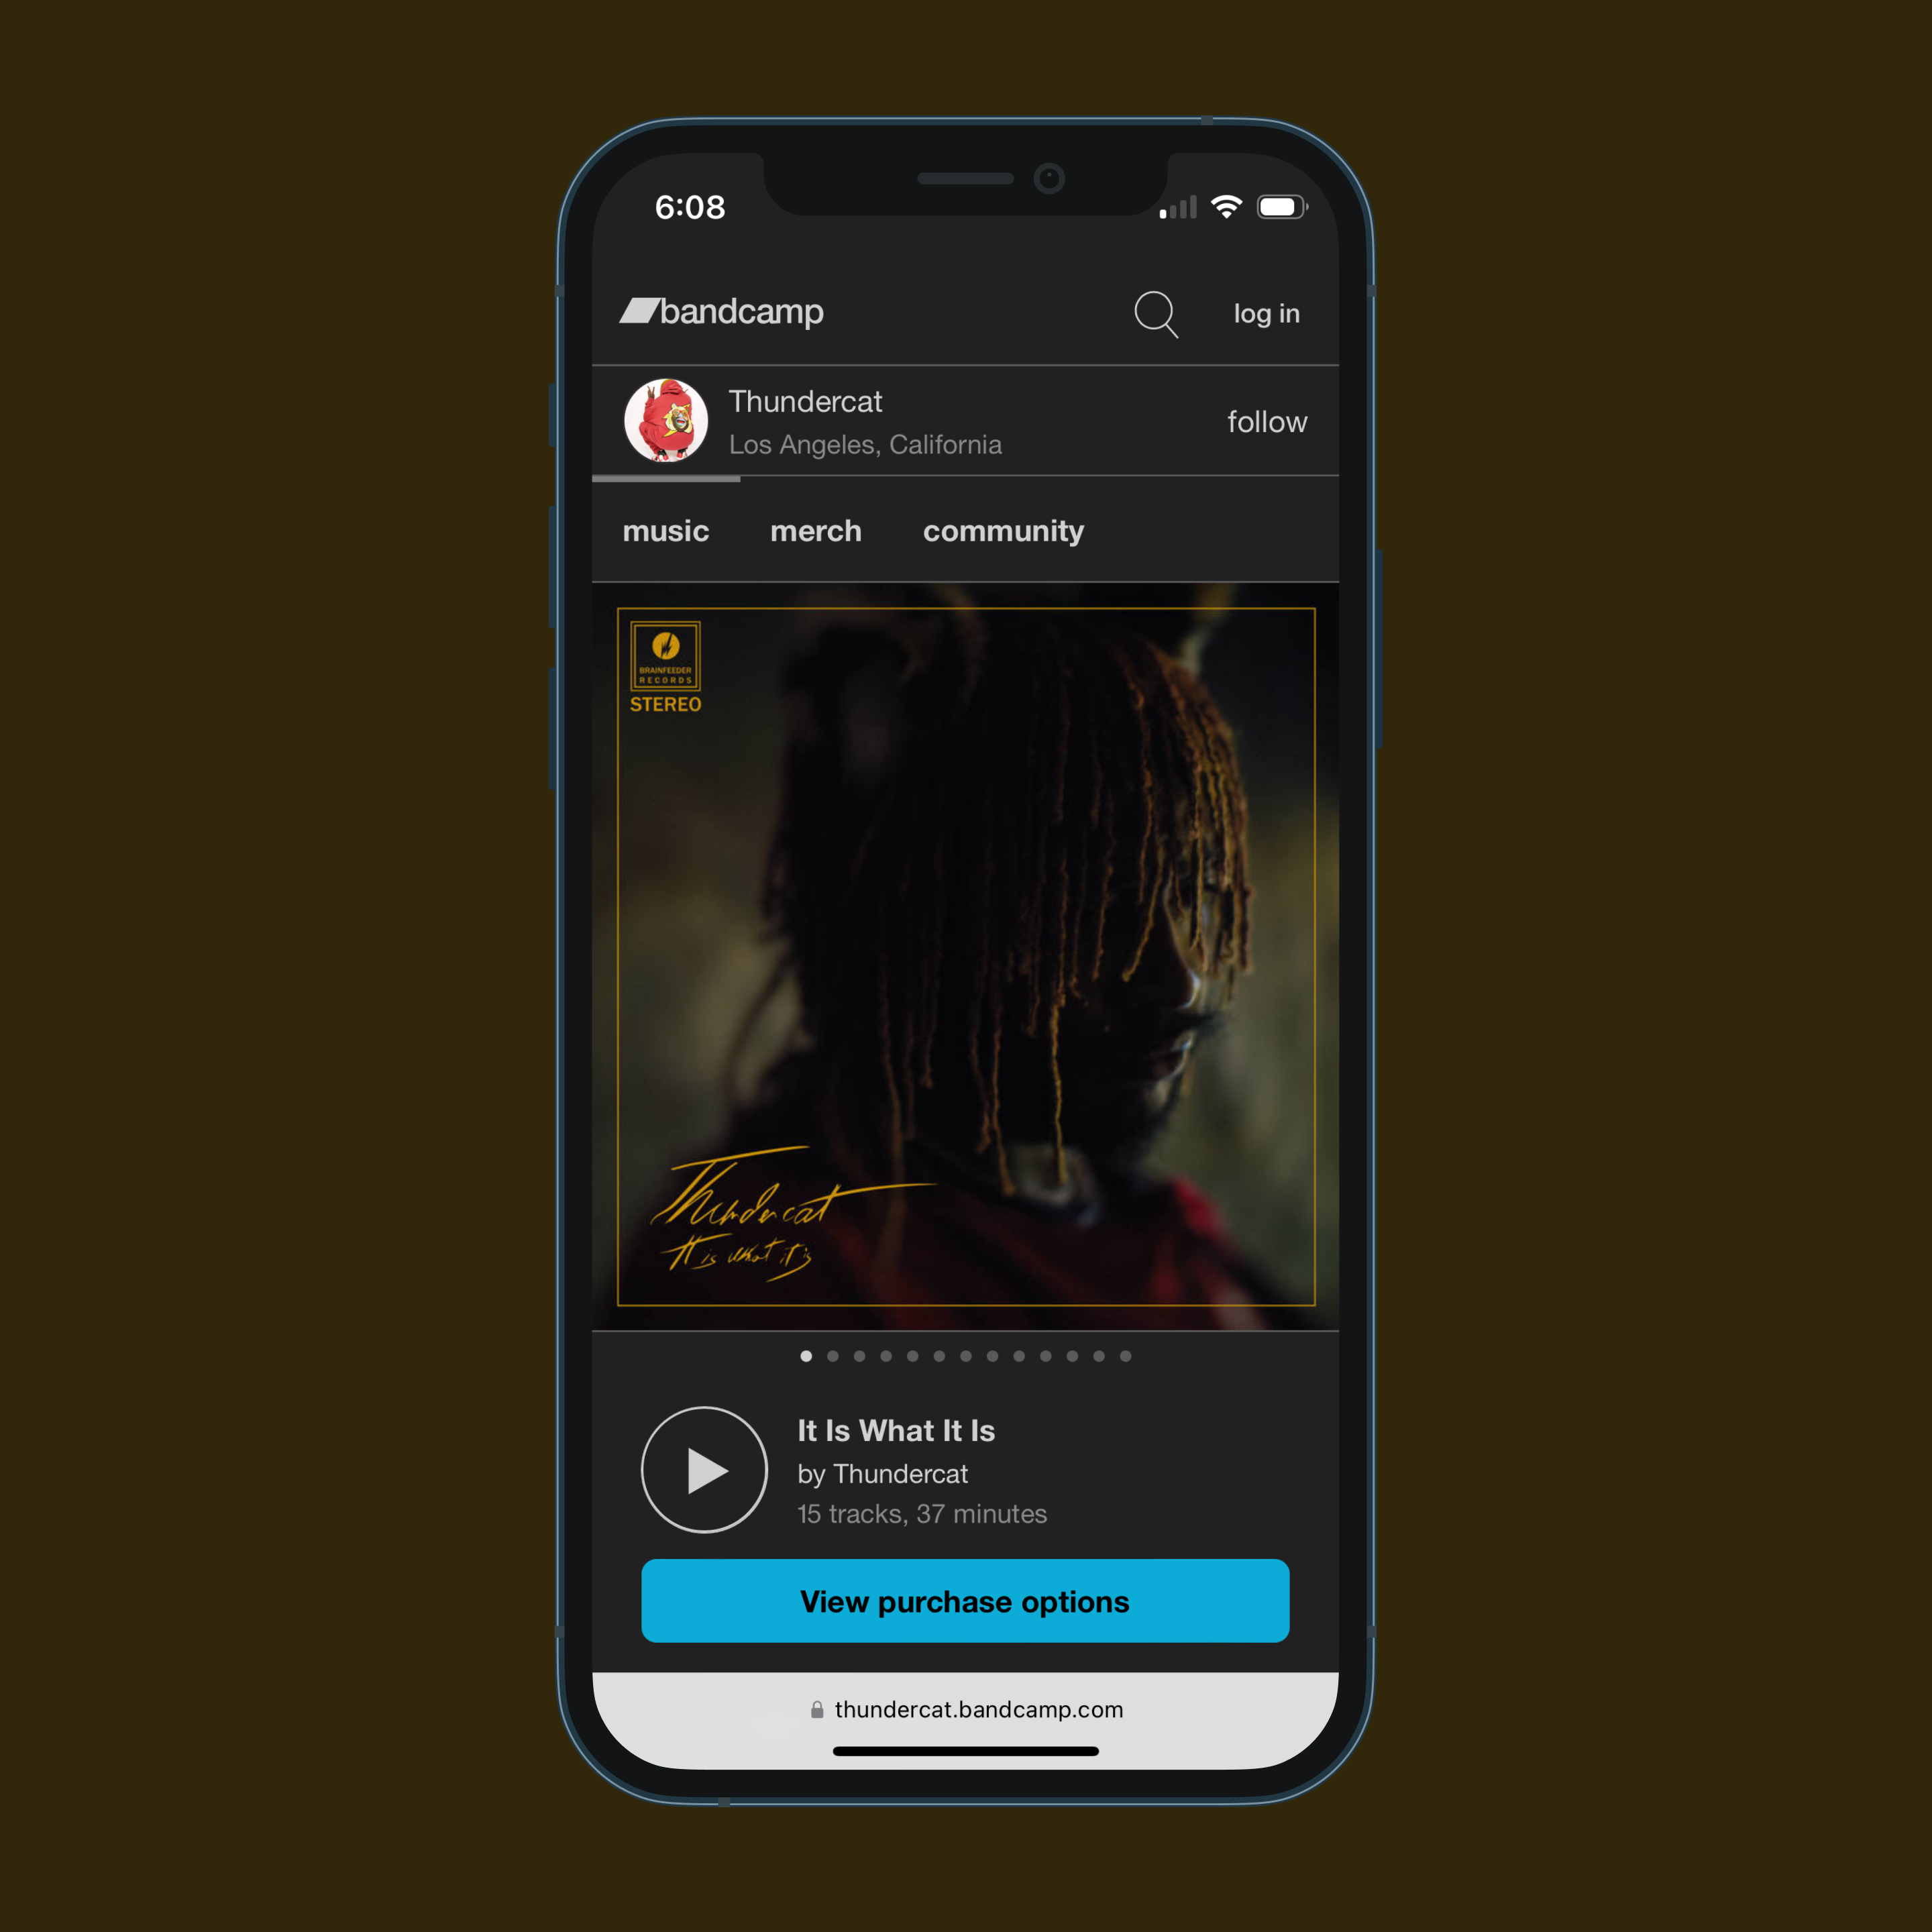 6:08
bandcamp
log in
Thundercat
Los Angeles, California
follow
music merch community
BRAINFEEDER
RECORDS
STEREO
Thundercat
It is what it is
It Is What It Is
by Thundercat
15 tracks, 37 minutes
View purchase options
thundercat.bandcamp.com